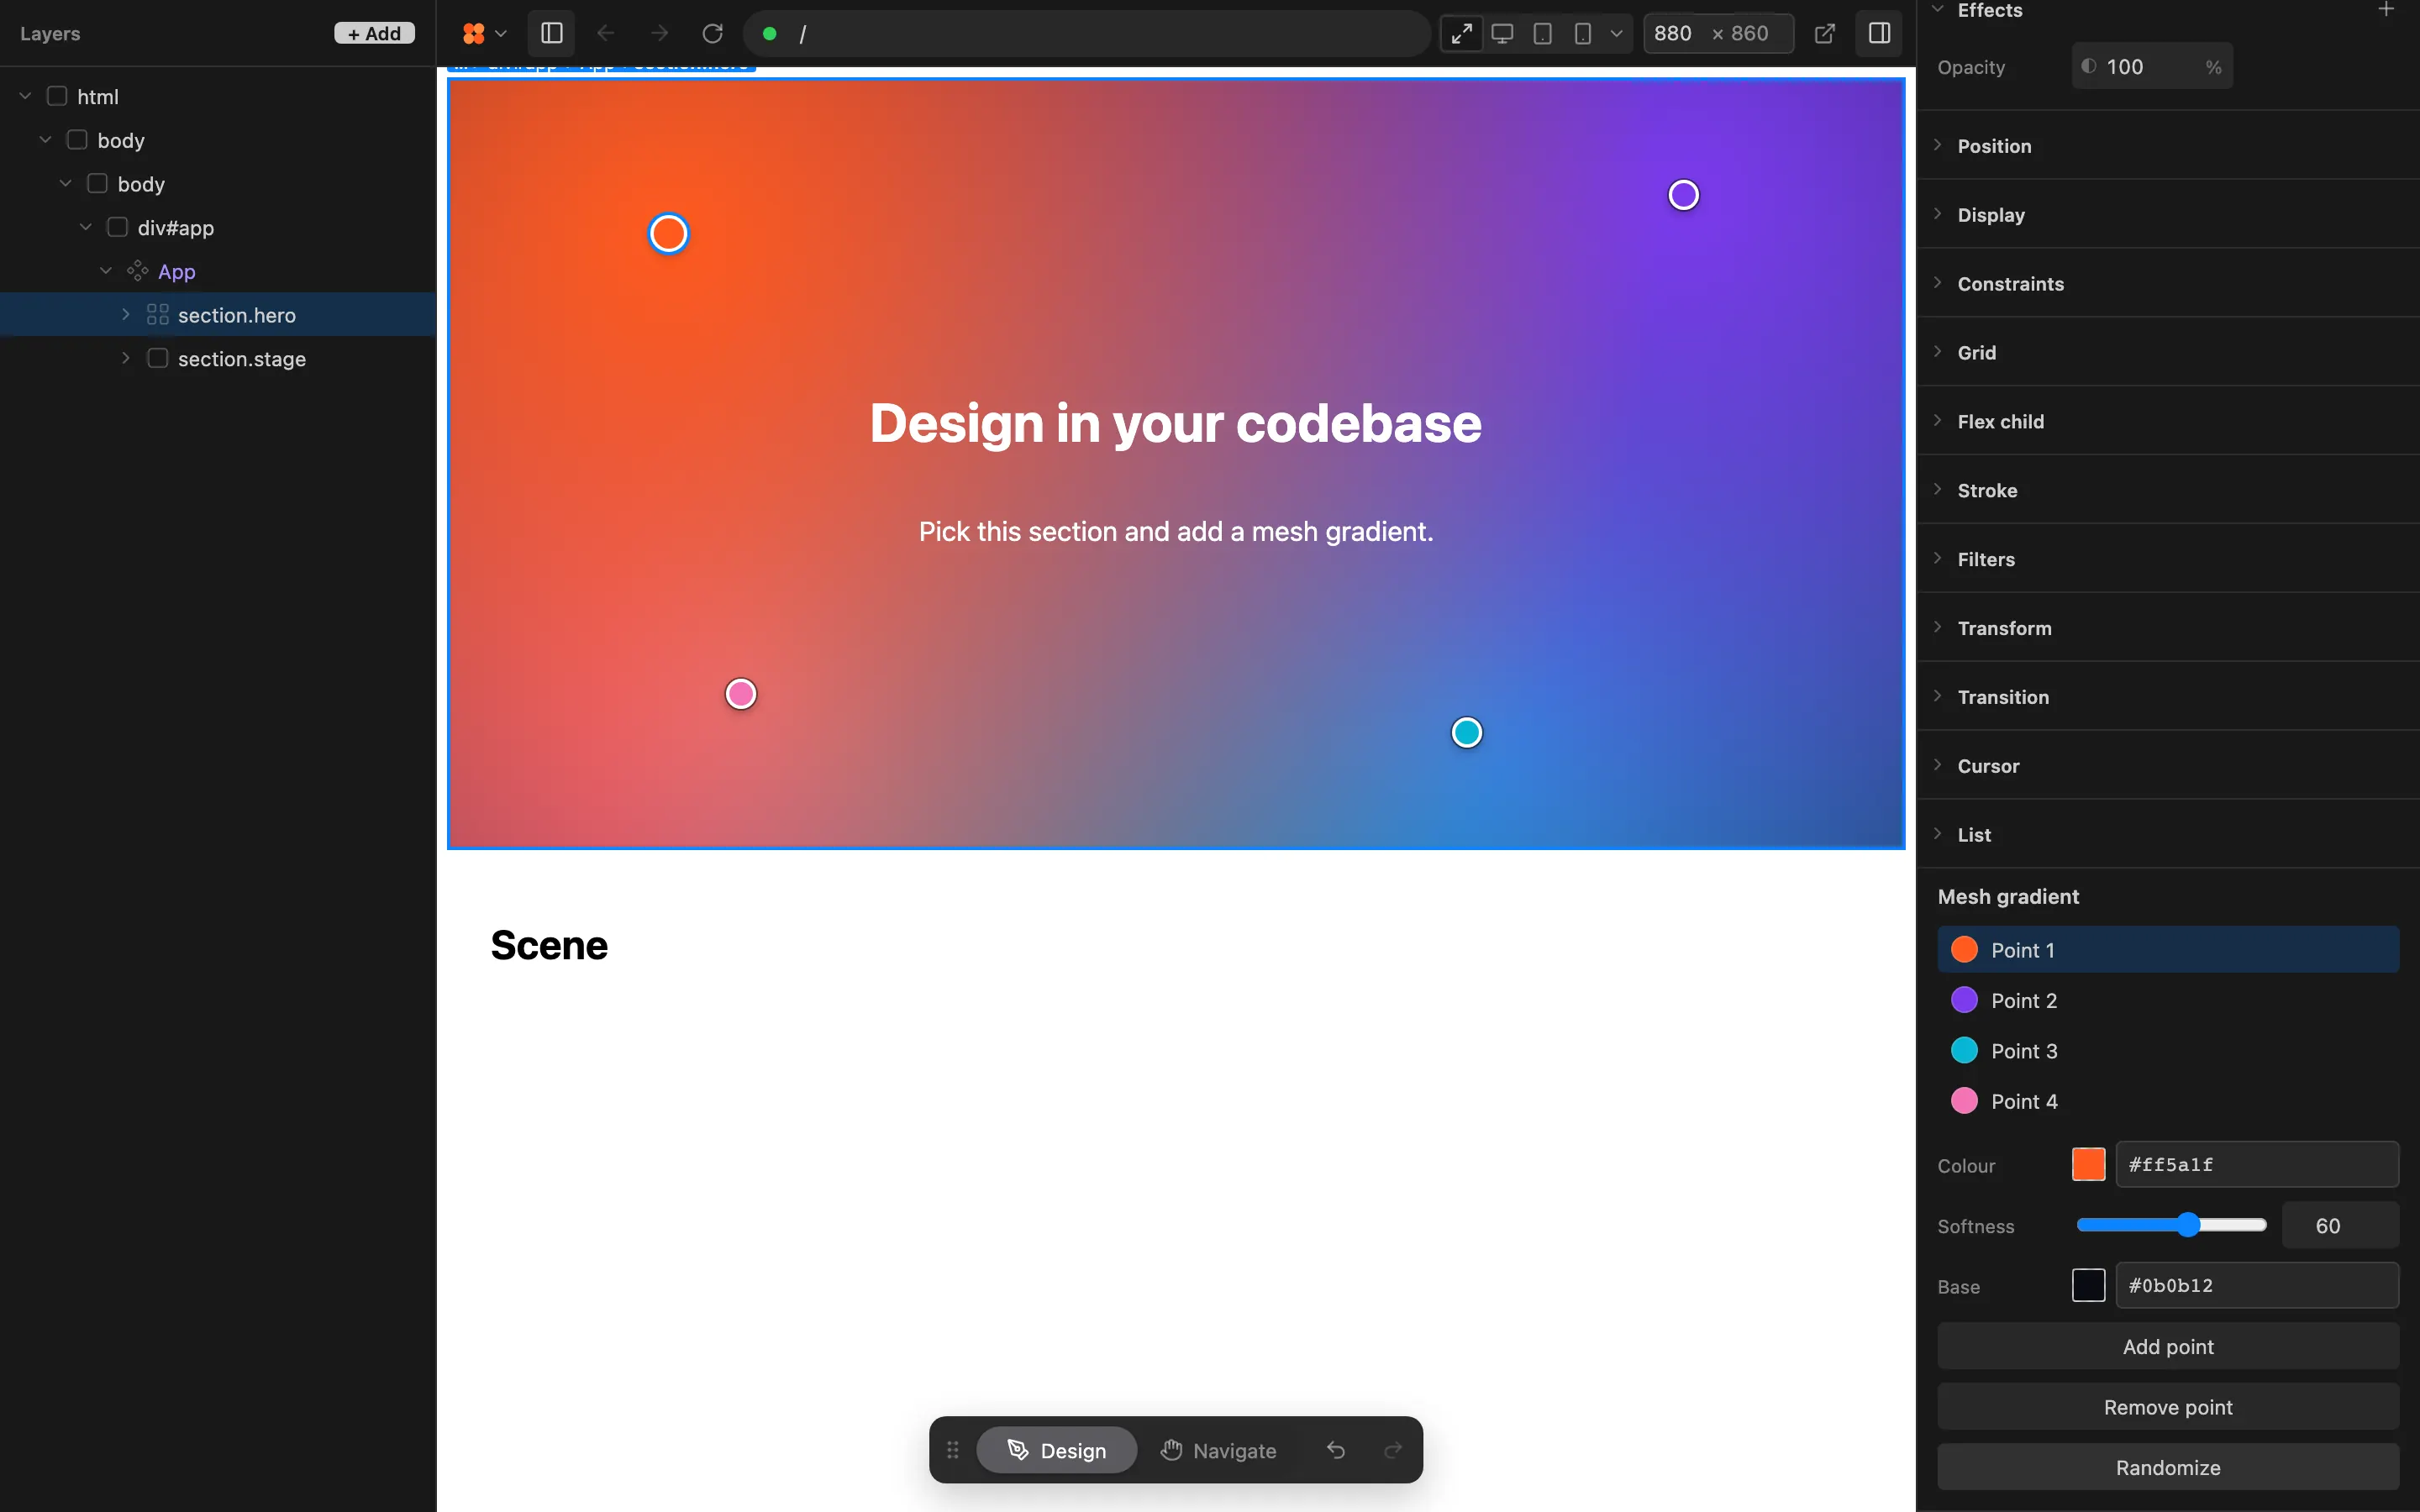 Layers
+ Add
html
body
body
div#app
App
section.hero
section.stage
/
880 × 860
Design in your codebase
Pick this section and add a mesh gradient.
Scene
Design
Navigate
Effects
Opacity
100 %
Position
Display
Constraints
Grid
Flex child
Stroke
Filters
Transform
Transition
Cursor
List
Mesh gradient
Point 1
Point 2
Point 3
Point 4
Colour
#ff5a1f
Softness
60
Base
#0b0b12
Add point
Remove point
Randomize